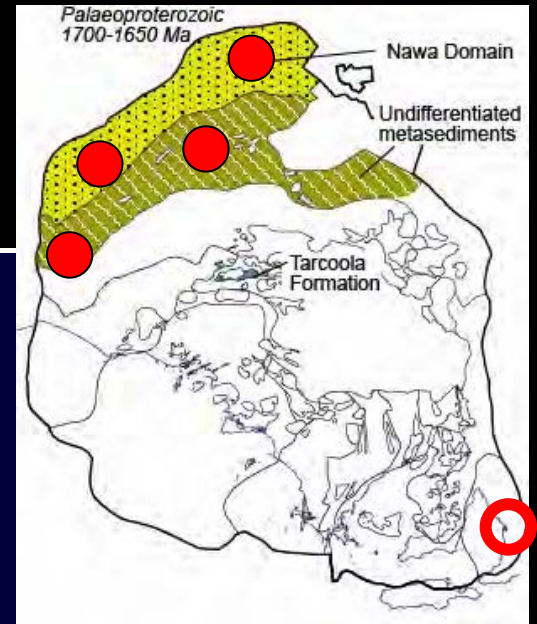 Palaeoproterozoic
1700-1650 Ma
Nawa Domain
Undifferentiated
metasediments
Tarcoola
Formation